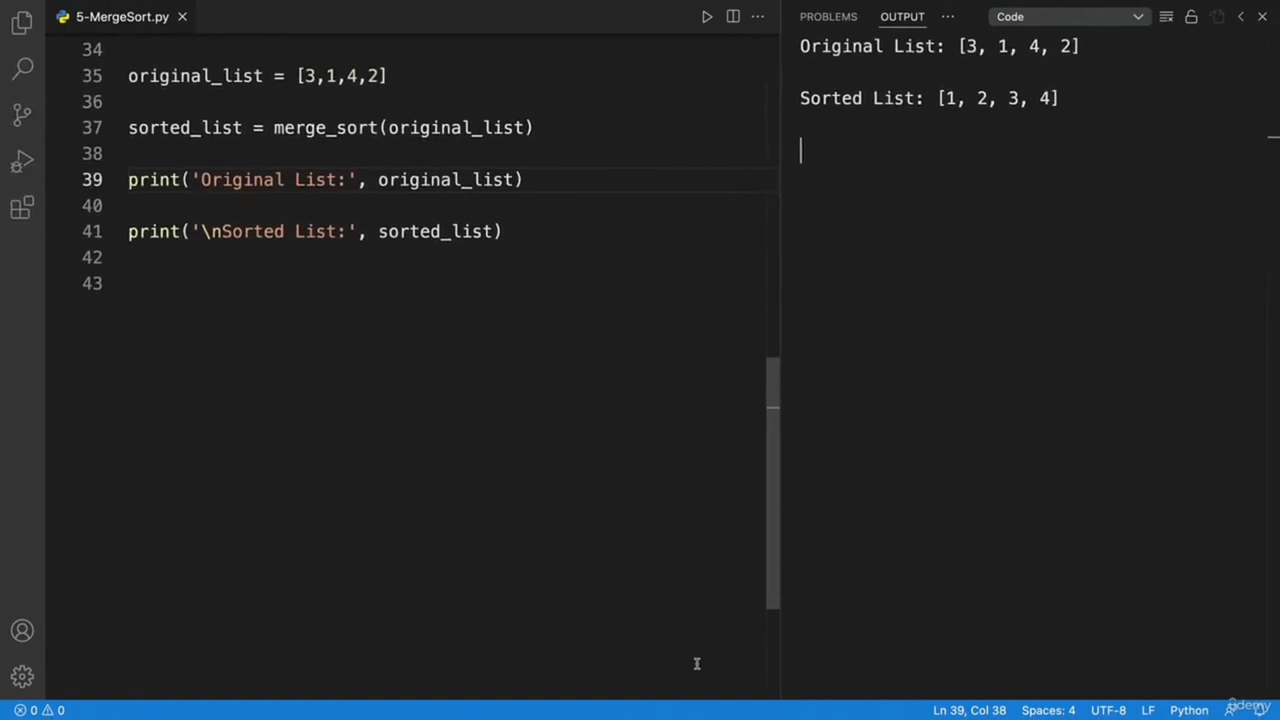 5-MergeSort.py
PROBLEMS OUTPUT ... Code
34
35 original_list = [3,1,4,2]
36
37 sorted_list = merge_sort(original_list)
38
39 print('Original List:', original_list)
40
41 print('\nSorted List:', sorted_list)
42
43
Original List: [3, 1, 4, 2]
Sorted List: [1, 2, 3, 4]
0 0 Ln 39, Col 38 Spaces: 4 UTF-8 LF Python
udemy